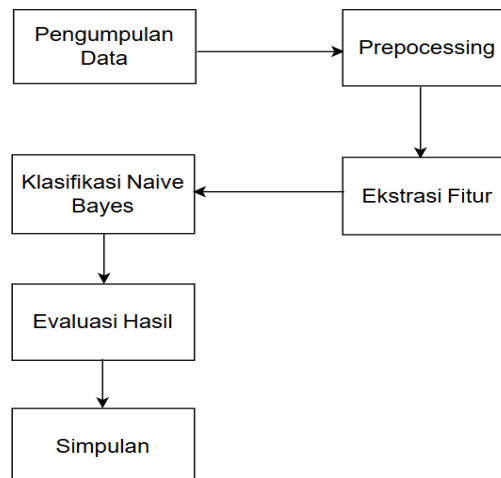 Pengumpulan
Data
Prepocessing
Ekstrasi Fitur
Klasifikasi Naive
Bayes
Evaluasi Hasil
Simpulan